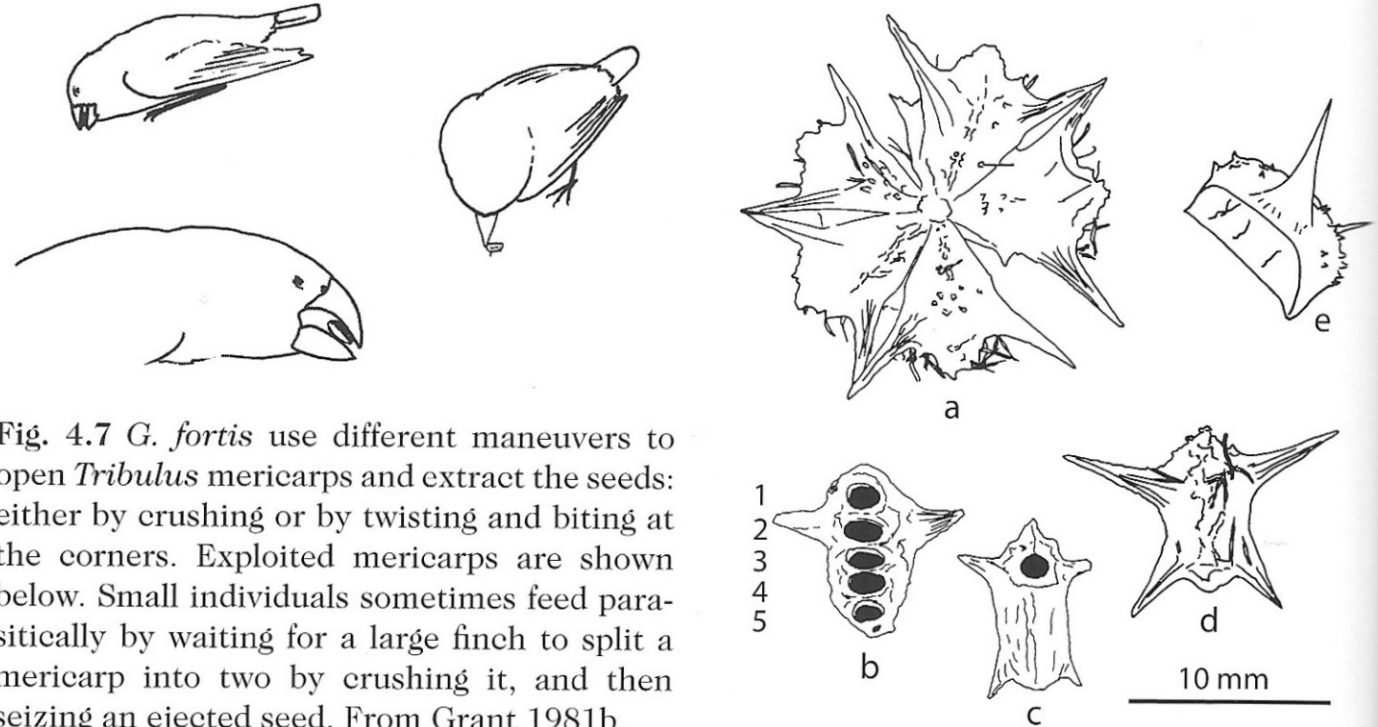 Fig. 4.7 G. fortis use different maneuvers to
open Tribulus mericarps and extract the seeds:
either by crushing or by twisting and biting at
the corners. Exploited mericarps are shown
below. Small individuals sometimes feed para-
sitically by waiting for a large finch to split a
mericarp into two by crushing it, and then
seizing an ejected seed. From Grant 1981b
a
e
1
2
3
4
5
b
c
d
10 mm